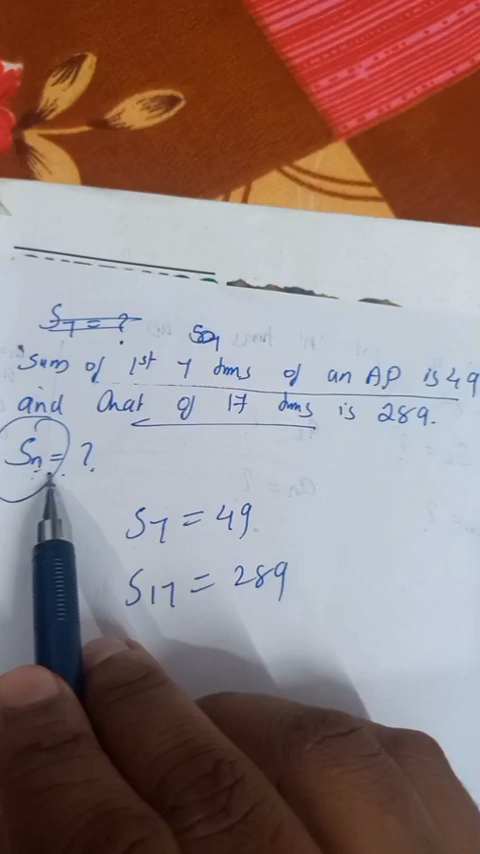 S7 = ?
Sum of 1st 7 terms of an AP is 49
and that of 17 terms is 289.
Sn = ?
S7 = 49
S17 = 289